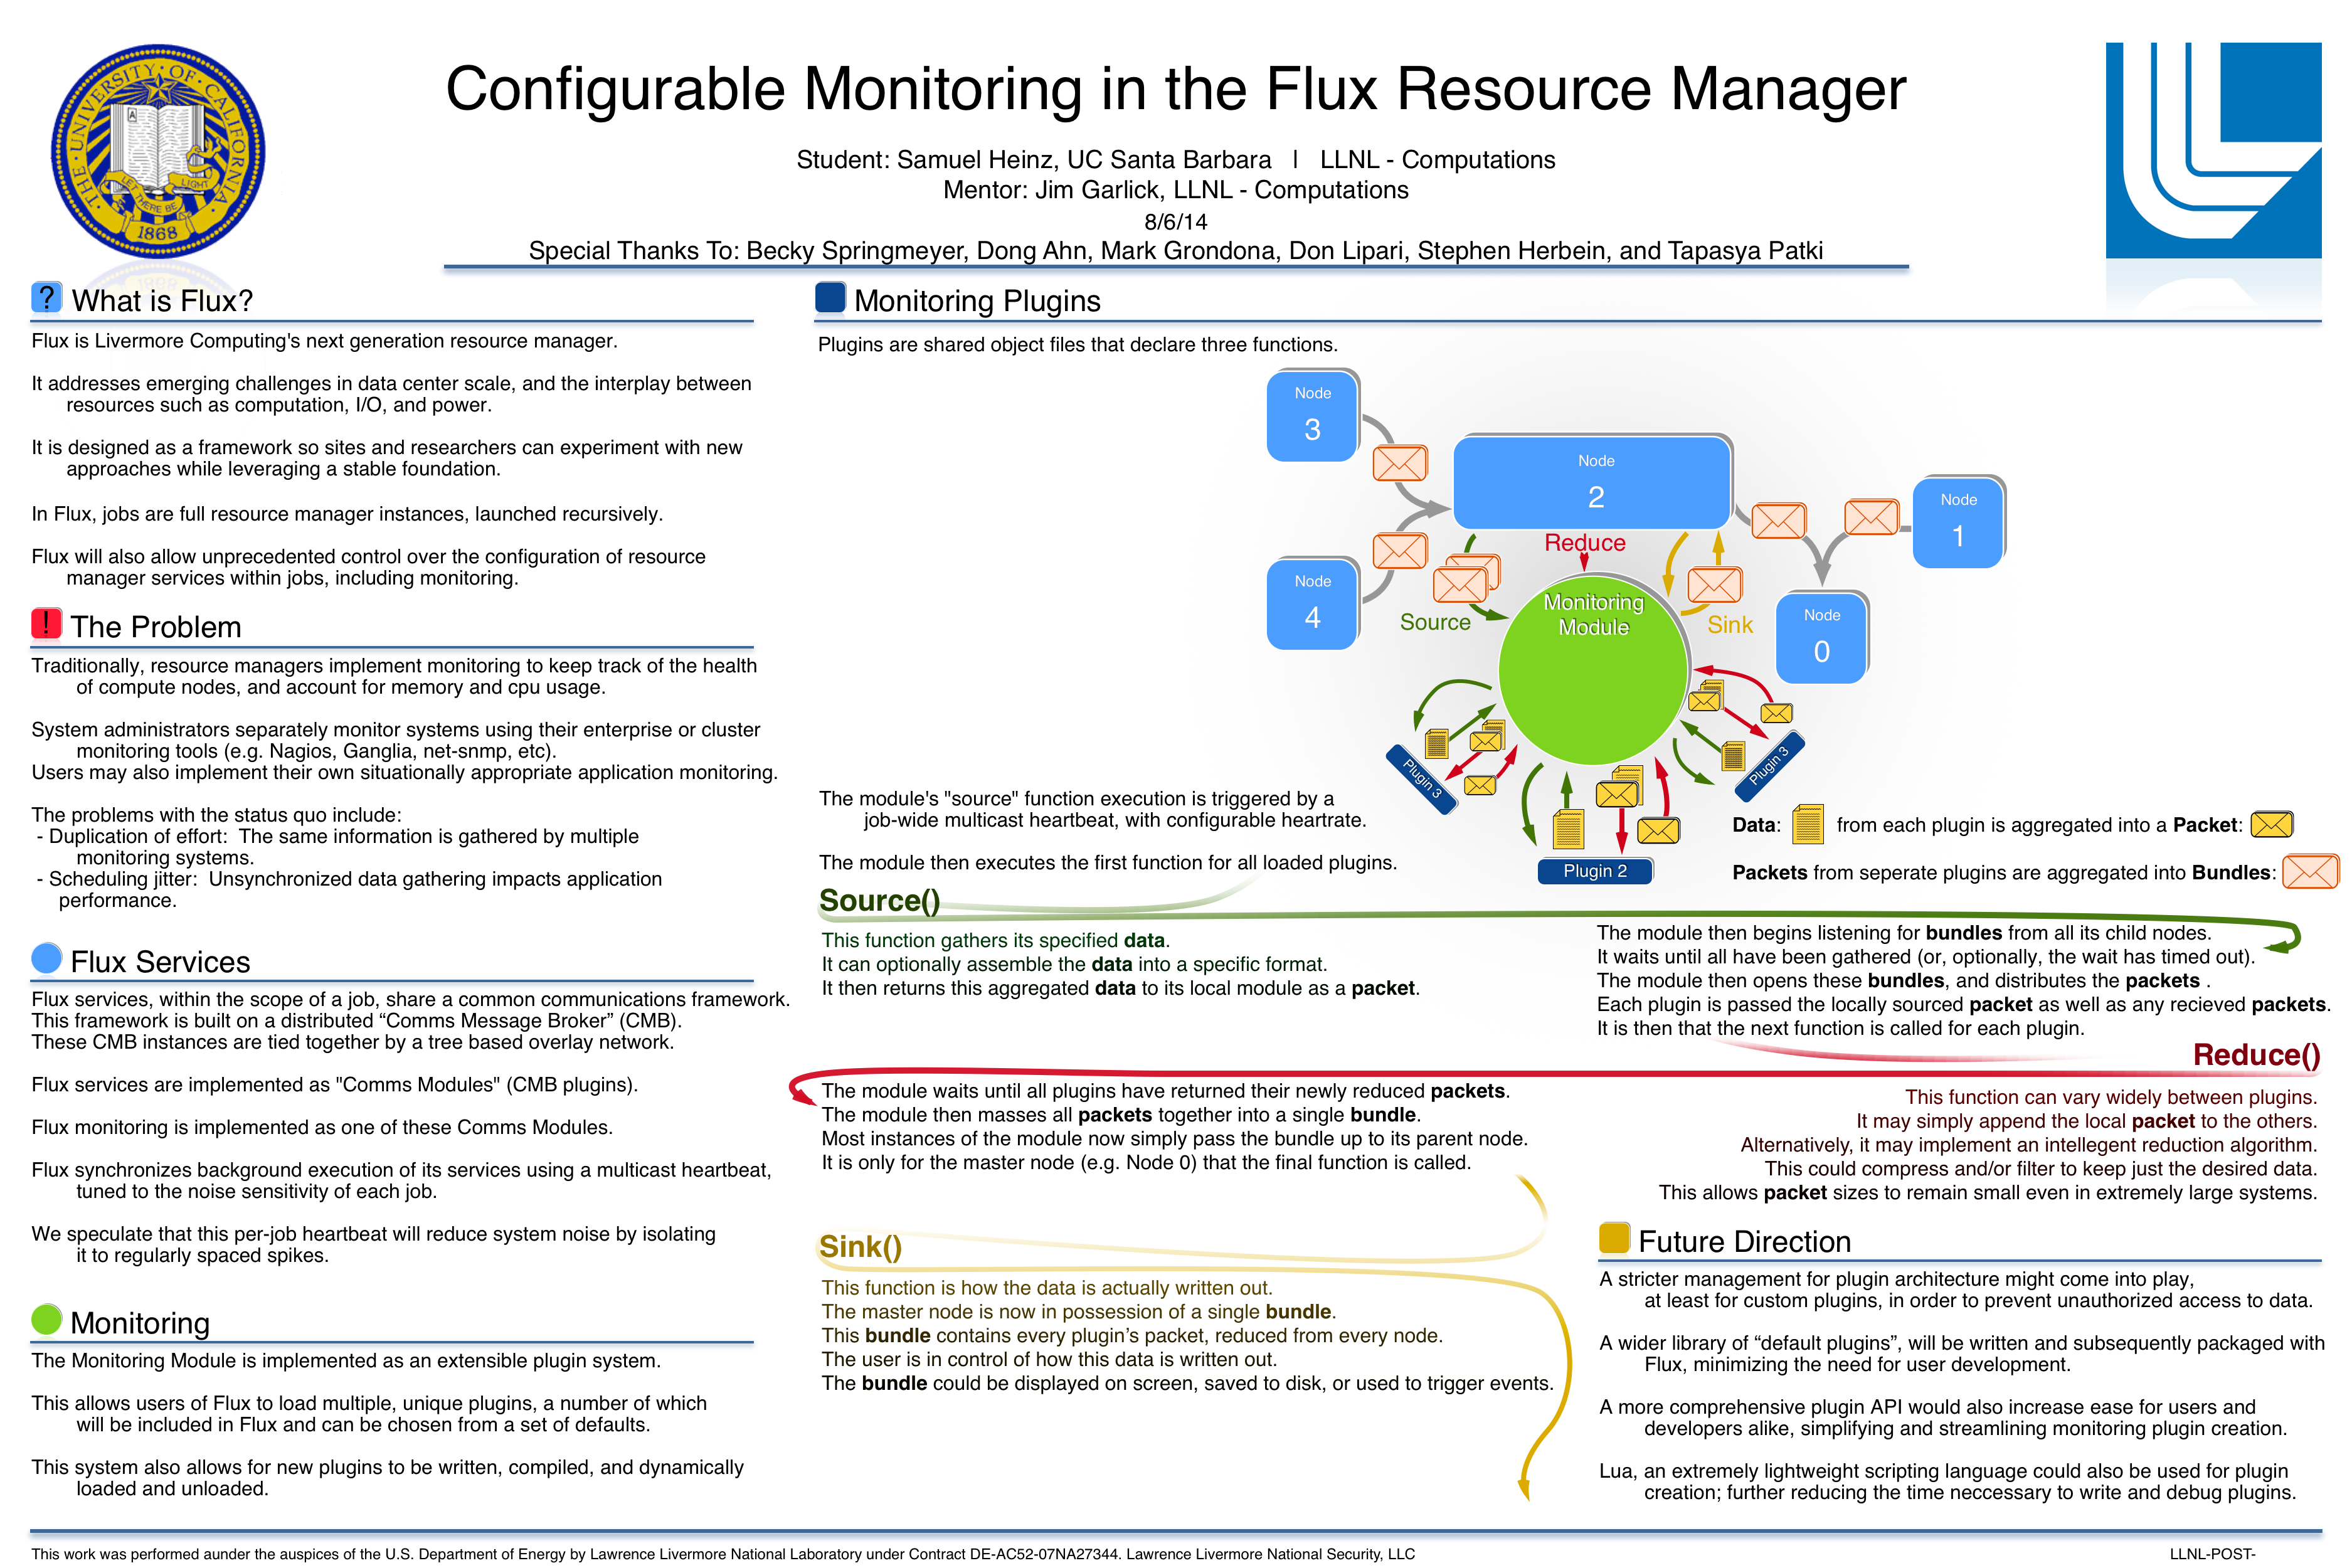 Configurable Monitoring in the Flux Resource Manager
Student: Samuel Heinz, UC Santa Barbara | LLNL - Computations
Mentor: Jim Garlick, LLNL - Computations
8/6/14
Special Thanks To: Becky Springmeyer, Dong Ahn, Mark Grondona, Don Lipari, Stephen Herbein, and Tapasya Patki
THE · UNIVERSITY · OF · CALIFORNIA ·
A
LET THERE BE LIGHT
1868
? What is Flux?
Flux is Livermore Computing's next generation resource manager.
It addresses emerging challenges in data center scale, and the interplay between
resources such as computation, I/O, and power.
It is designed as a framework so sites and researchers can experiment with new
approaches while leveraging a stable foundation.
In Flux, jobs are full resource manager instances, launched recursively.
Flux will also allow unprecedented control over the configuration of resource
manager services within jobs, including monitoring.
! The Problem
Traditionally, resource managers implement monitoring to keep track of the health
of compute nodes, and account for memory and cpu usage.
System administrators separately monitor systems using their enterprise or cluster
monitoring tools (e.g. Nagios, Ganglia, net-snmp, etc).
Users may also implement their own situationally appropriate application monitoring.
The problems with the status quo include:
- Duplication of effort: The same information is gathered by multiple
monitoring systems.
- Scheduling jitter: Unsynchronized data gathering impacts application
performance.
Flux Services
Flux services, within the scope of a job, share a common communications framework.
This framework is built on a distributed “Comms Message Broker” (CMB).
These CMB instances are tied together by a tree based overlay network.
Flux services are implemented as "Comms Modules" (CMB plugins).
Flux monitoring is implemented as one of these Comms Modules.
Flux synchronizes background execution of its services using a multicast heartbeat,
tuned to the noise sensitivity of each job.
We speculate that this per-job heartbeat will reduce system noise by isolating
it to regularly spaced spikes.
Monitoring
The Monitoring Module is implemented as an extensible plugin system.
This allows users of Flux to load multiple, unique plugins, a number of which
will be included in Flux and can be chosen from a set of defaults.
This system also allows for new plugins to be written, compiled, and dynamically
loaded and unloaded.
Monitoring Plugins
Plugins are shared object files that declare three functions.
Node
3
Node
2
Node
1
Node
4
Node
0
Reduce
Source
Sink
Monitoring
Module
Plugin 3
Plugin 2
Plugin 3
Data: from each plugin is aggregated into a Packet:
Packets from seperate plugins are aggregated into Bundles:
The module's "source" function execution is triggered by a
job-wide multicast heartbeat, with configurable heartrate.
The module then executes the first function for all loaded plugins.
Source()
This function gathers its specified data.
It can optionally assemble the data into a specific format.
It then returns this aggregated data to its local module as a packet.
The module then begins listening for bundles from all its child nodes.
It waits until all have been gathered (or, optionally, the wait has timed out).
The module then opens these bundles, and distributes the packets .
Each plugin is passed the locally sourced packet as well as any recieved packets.
It is then that the next function is called for each plugin.
Reduce()
This function can vary widely between plugins.
It may simply append the local packet to the others.
Alternatively, it may implement an intellegent reduction algorithm.
This could compress and/or filter to keep just the desired data.
This allows packet sizes to remain small even in extremely large systems.
The module waits until all plugins have returned their newly reduced packets.
The module then masses all packets together into a single bundle.
Most instances of the module now simply pass the bundle up to its parent node.
It is only for the master node (e.g. Node 0) that the final function is called.
Sink()
This function is how the data is actually written out.
The master node is now in possession of a single bundle.
This bundle contains every plugin’s packet, reduced from every node.
The user is in control of how this data is written out.
The bundle could be displayed on screen, saved to disk, or used to trigger events.
Future Direction
A stricter management for plugin architecture might come into play,
at least for custom plugins, in order to prevent unauthorized access to data.
A wider library of “default plugins”, will be written and subsequently packaged with
Flux, minimizing the need for user development.
A more comprehensive plugin API would also increase ease for users and
developers alike, simplifying and streamlining monitoring plugin creation.
Lua, an extremely lightweight scripting language could also be used for plugin
creation; further reducing the time neccessary to write and debug plugins.
This work was performed aunder the auspices of the U.S. Department of Energy by Lawrence Livermore National Laboratory under Contract DE-AC52-07NA27344. Lawrence Livermore National Security, LLC
LLNL-POST-